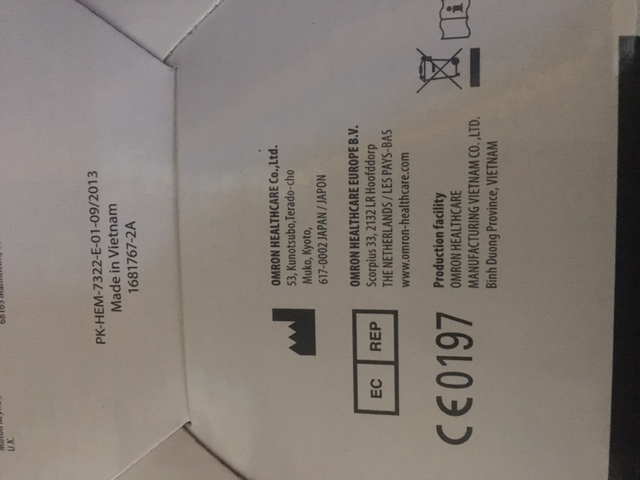 U.K.
PK-HEM-7322-E-01-09/2013
Made in Vietnam
1681767-2A
OMRON HEALTHCARE Co.,Ltd.
53, Kunotsubo,Terado-cho
Muko, Kyoto,
617-0002 JAPAN / JAPON
EC REP
OMRON HEALTHCARE EUROPE B.V.
Scorpius 33, 2132 LR Hoofddorp
THE NETHERLANDS / LES PAYS-BAS
www.omron-healthcare.com
CE0197
Production facility
OMRON HEALTHCARE
MANUFACTURING VIETNAM CO.,LTD.
Binh Duong Province, VIETNAM